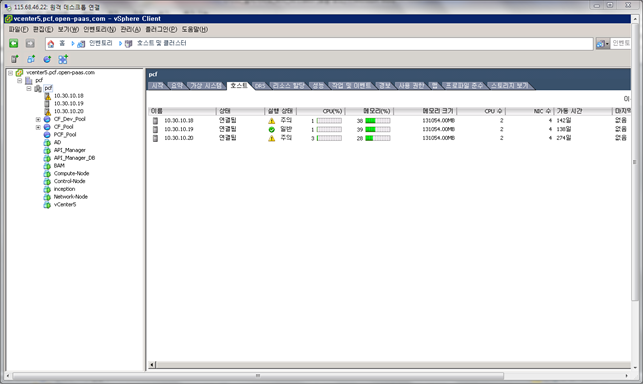 115.68.46.22: 원격 데스크톱 연결
vcenter5.pcf.open-paas.com - vSphere Client
파일(F) 편집(E) 보기(W) 인벤토리(N) 관리(A) 플러그인(P) 도움말(H)
홈 인벤토리 호스트 및 클러스터 인벤토
vcenter5.pcf.open-paas.com
pcf
pcf
10.30.10.18
10.30.10.19
10.30.10.20
CF_Dev_Pool
CF_Pool
PCF_Pool
AD
API_Manager
API_Manager_DB
BAM
Compute-Node
Control-Node
inception
Network-Node
vCenter5
pcf
시작 요약 가상 시스템 호스트 DRS 리소스 할당 성능 작업 및 이벤트 경보 사용 권한 맵 프로파일 준수 스토리지 보기
이름 상태 실행 상태 CPU(%) 메모리(%) 메모리 크기 CPU 수 NIC 수 가동 시간 마지막
10.30.10.18 연결됨 주의 1 38 131054.00MB 2 4 142일 없음
10.30.10.19 연결됨 일반 1 39 131054.00MB 2 4 138일 없음
10.30.10.20 연결됨 주의 3 28 131054.00MB 2 4 274일 없음